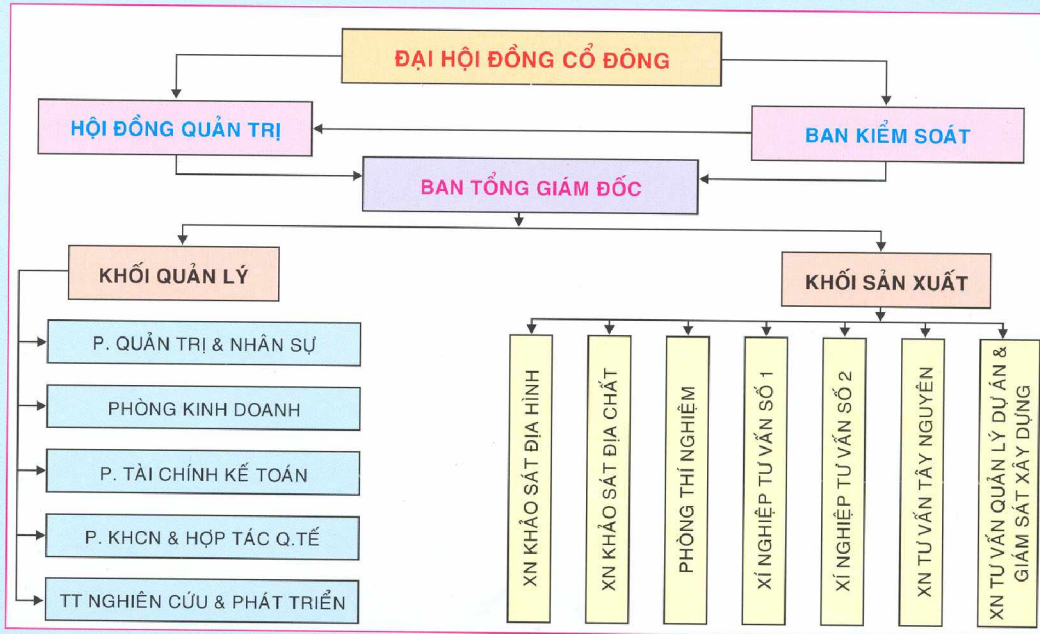 ĐẠI HỘI ĐỒNG CỔ ĐÔNG
HỘI ĐỒNG QUẢN TRỊ
BAN KIỂM SOÁT
BAN TỔNG GIÁM ĐỐC
KHỐI QUẢN LÝ
KHỐI SẢN XUẤT
P. QUẢN TRỊ & NHÂN SỰ
PHÒNG KINH DOANH
P. TÀI CHÍNH KẾ TOÁN
P. KHCN & HỢP TÁC Q.TẾ
TT NGHIÊN CỨU & PHÁT TRIỂN
XN KHẢO SÁT ĐỊA HÌNH
XN KHẢO SÁT ĐỊA CHẤT
PHÒNG THÍ NGHIỆM
XÍ NGHIỆP TƯ VẤN SỐ 1
XÍ NGHIỆP TƯ VẤN SỐ 2
XN TƯ VẤN TÂY NGUYÊN
XN TƯ VẤN QUẢN LÝ DỰ ÁN &
GIÁM SÁT XÂY DỰNG